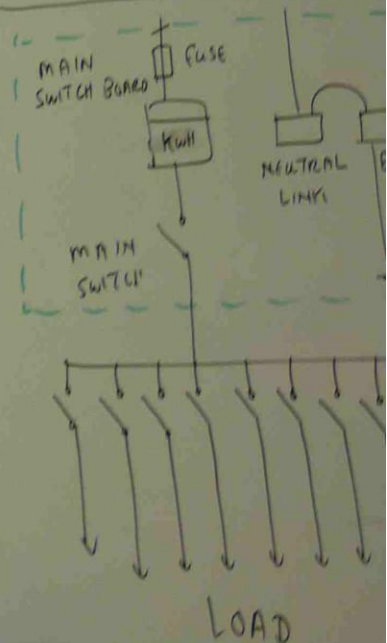 MAIN
SWITCH BOARD
FUSE
KWH
NEUTRAL
LINK
E
MAIN
SWITCH
LOAD